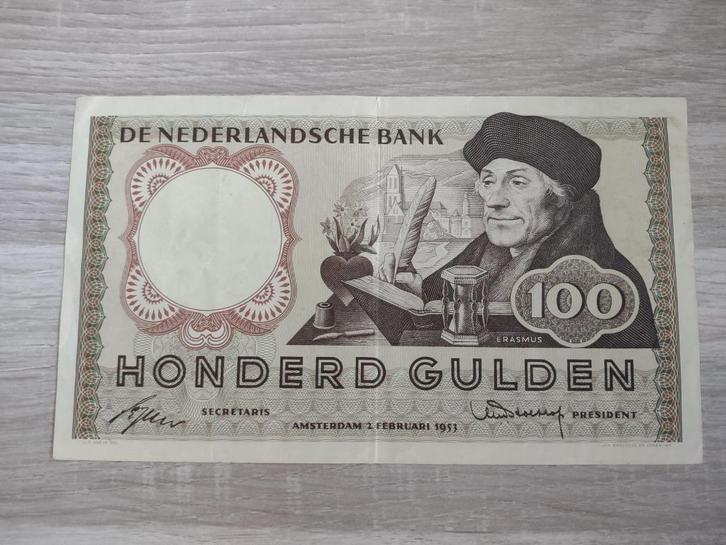 DE NEDERLANDSCHE BANK
100
ERASMUS
HONDERD GULDEN
SECRETARIS
PRESIDENT
AMSTERDAM 2 FEBRUARI 1953